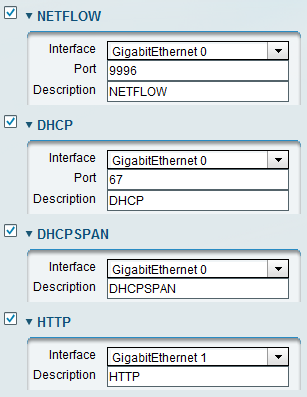 NETFLOW
Interface GigabitEthernet 0
Port 9996
Description NETFLOW
DHCP
Interface GigabitEthernet 0
Port 67
Description DHCP
DHCPSPAN
Interface GigabitEthernet 0
Description DHCPSPAN
HTTP
Interface GigabitEthernet 1
Description HTTP